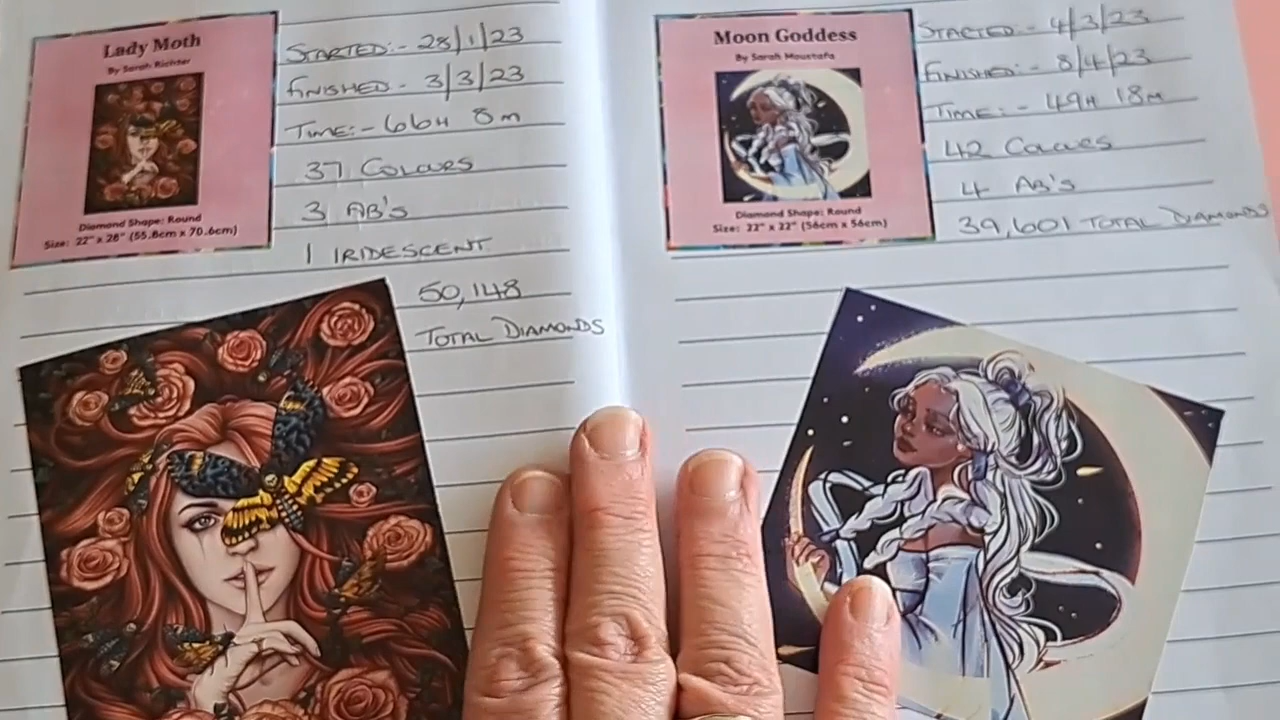 Lady Moth
By Sarah Richter
Diamond Shape: Round
Size: 22" x 28" (55.8cm x 70.6cm)
STARTED:- 28/1/23
FINISHED - 3/3/23
TIME:- 66H 8M
37 COLOURS
3 AB'S
1 IRIDESCENT
50,148
TOTAL DIAMONDS
Moon Goddess
By Sarah Moustafa
Diamond Shape: Round
Size: 22" x 22" (56cm x 56cm)
STARTED:- 4/3/23
FINISHED:- 8/4/23
TIME:- 49H 18M
42 COLOURS
4 AB'S
39,601 TOTAL DIAMONDS